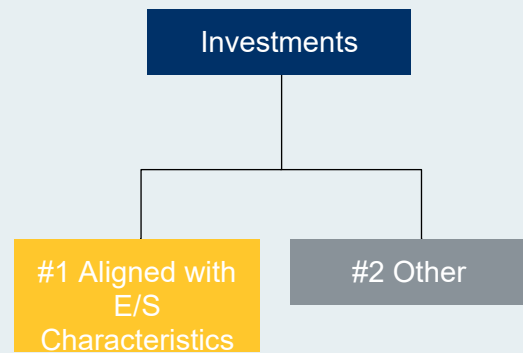 Investments
#1 Aligned with
E/S
Characteristics
#2 Other